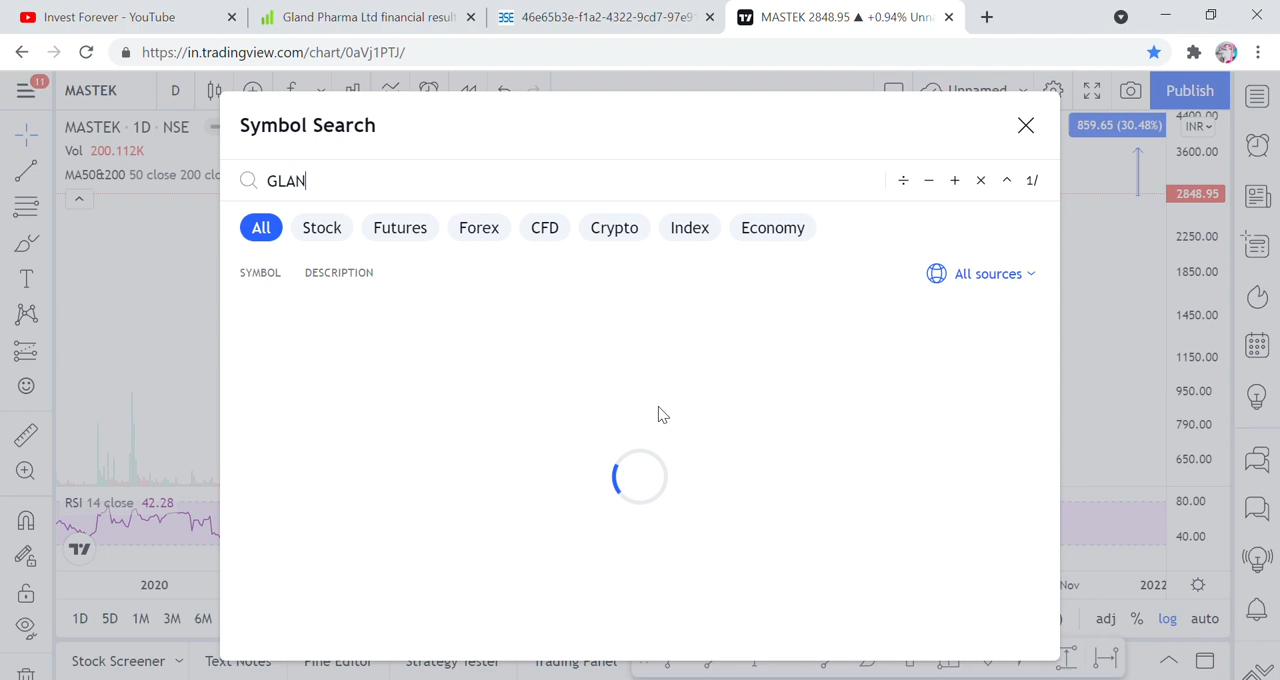 Invest Forever - YouTube
Gland Pharma Ltd financial result
46e65b3e-f1a2-4322-9cd7-97e9
MASTEK 2848.95 ▲ +0.94% Unn
https://in.tradingview.com/chart/0aVj1PTJ/
11
MASTEK
D
Unnamed
Publish
MASTEK · 1D · NSE
Vol 200.112K
MA50&200 50 close 200 clo
Symbol Search
GLAN
÷ − + × ^ 1/
All
Stock
Futures
Forex
CFD
Crypto
Index
Economy
SYMBOL
DESCRIPTION
All sources
859.65 (30.48%)
4400.00
INR
3600.00
2848.95
2250.00
1850.00
1450.00
1150.00
950.00
790.00
650.00
RSI 14 close 42.28
80.00
40.00
2020
Nov
2022
1D 5D 1M 3M 6M
adj % log auto
Stock Screener
Text Notes
Pine Editor
Strategy Tester
Trading Panel